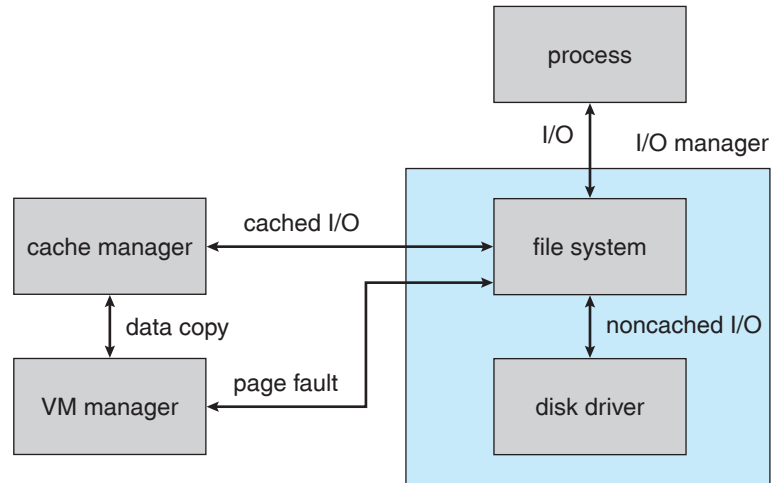 process
I/O
I/O manager
cached I/O
cache manager
file system
data copy
noncached I/O
page fault
VM manager
disk driver